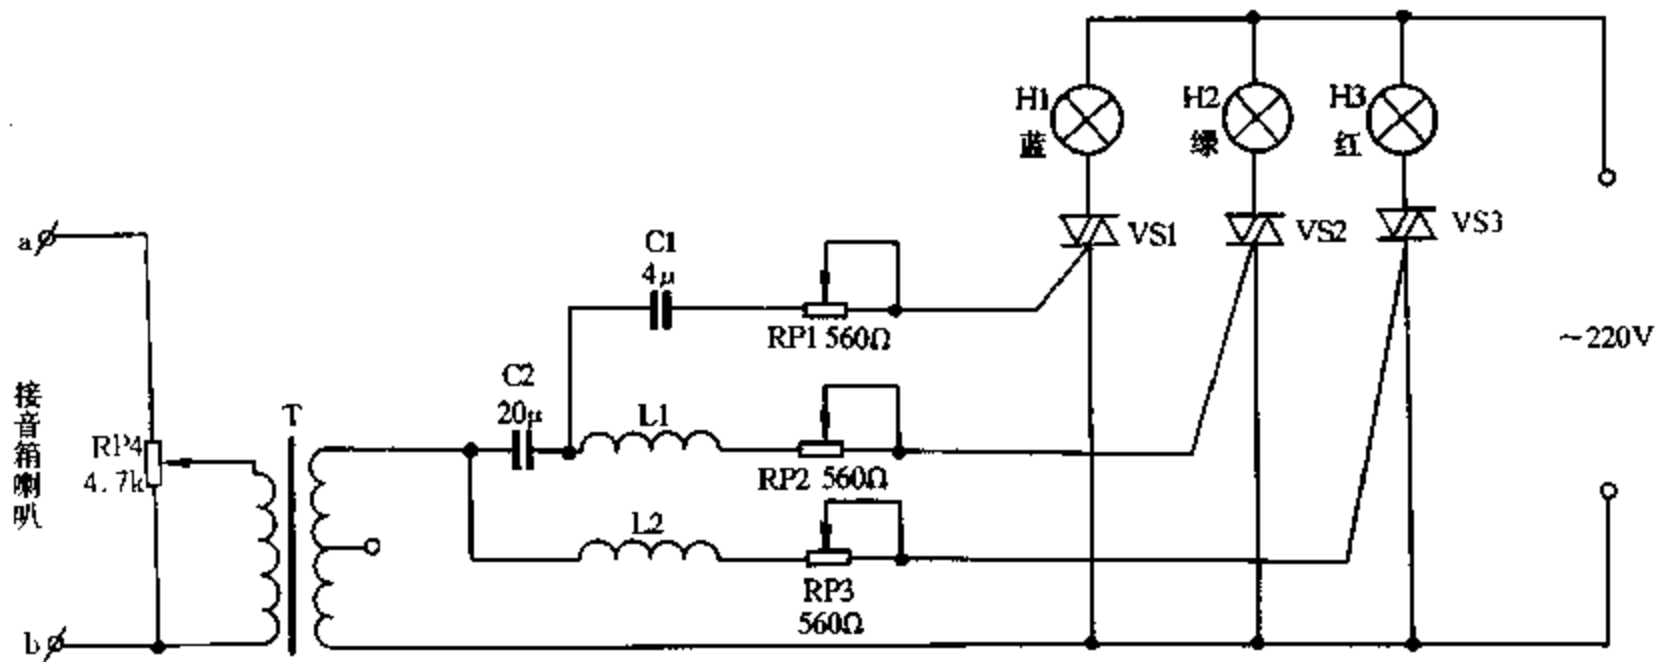 H1
蓝
H2
绿
H3
红
VS1
VS2
VS3
a
C1
4μ
RP1 560Ω
~220V
C2
20μ
L1
T
RP4
4.7k
接音箱喇叭
RP2 560Ω
L2
RP3
560Ω
b